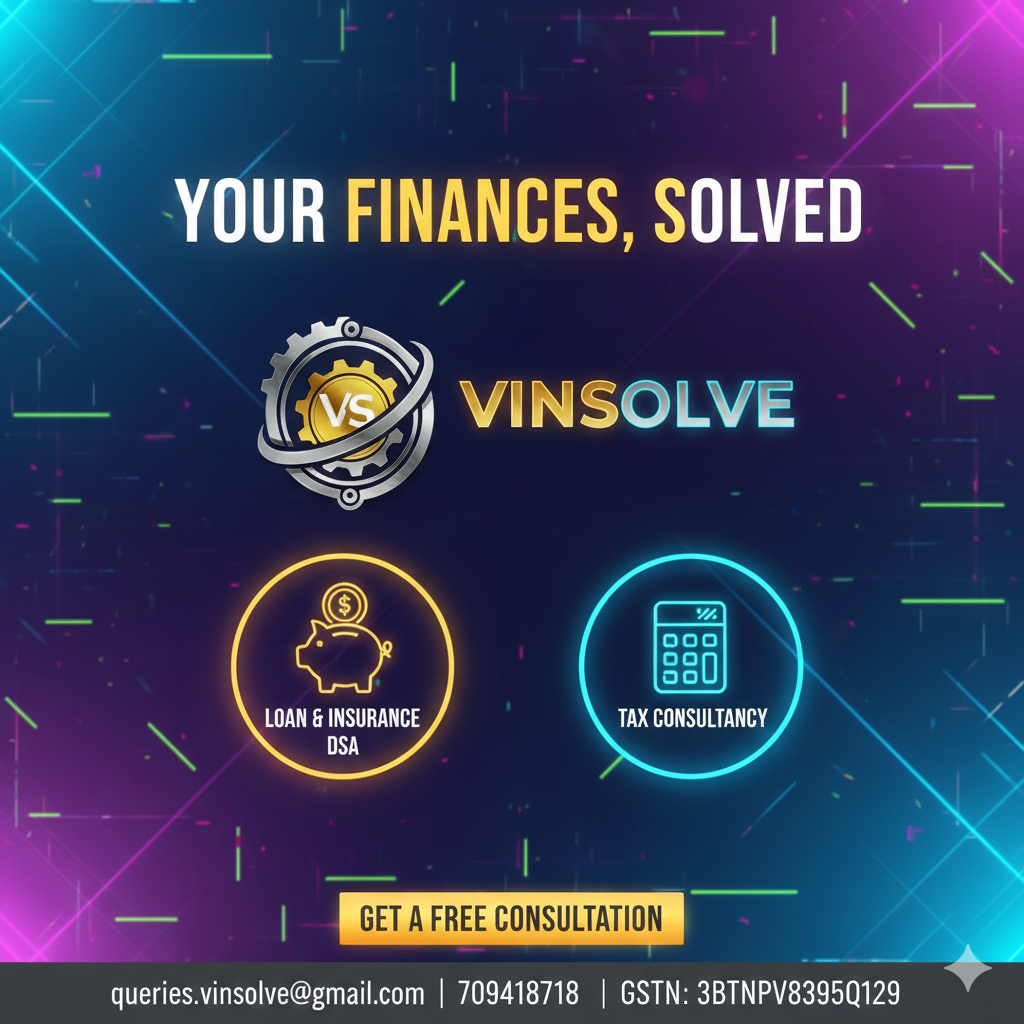 YOUR FINANCES, SOLVED
VS
VINSOLVE
LOAN & INSURANCE
DSA
TAX CONSULTANCY
GET A FREE CONSULTATION
queries.vinsolve@gmail.com | 709418718 | GSTN: 3BTNPV8395Q129